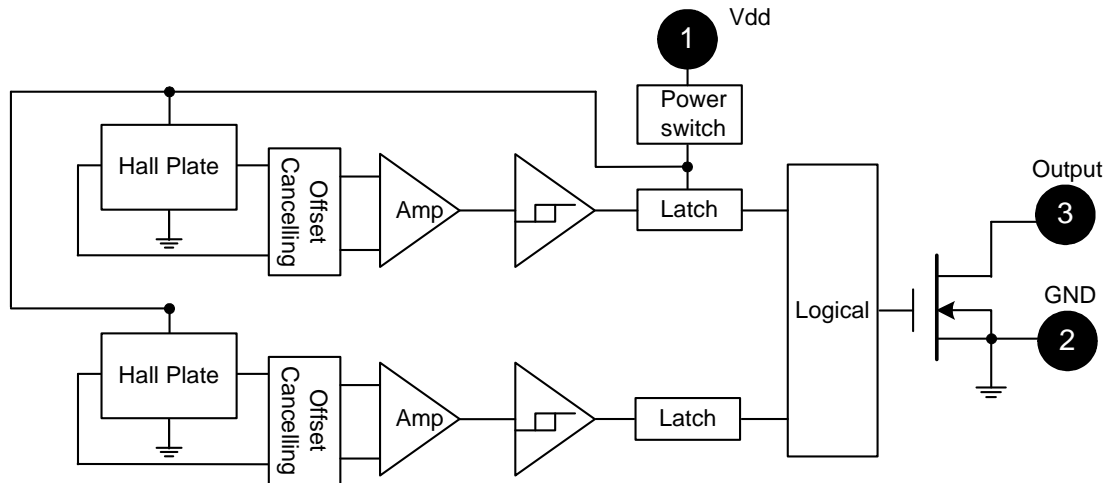 Vdd
1
Power
switch
Hall Plate
Offset
Cancelling
Amp
Latch
Output
3
Logical
GND
2
Hall Plate
Offset
Cancelling
Amp
Latch